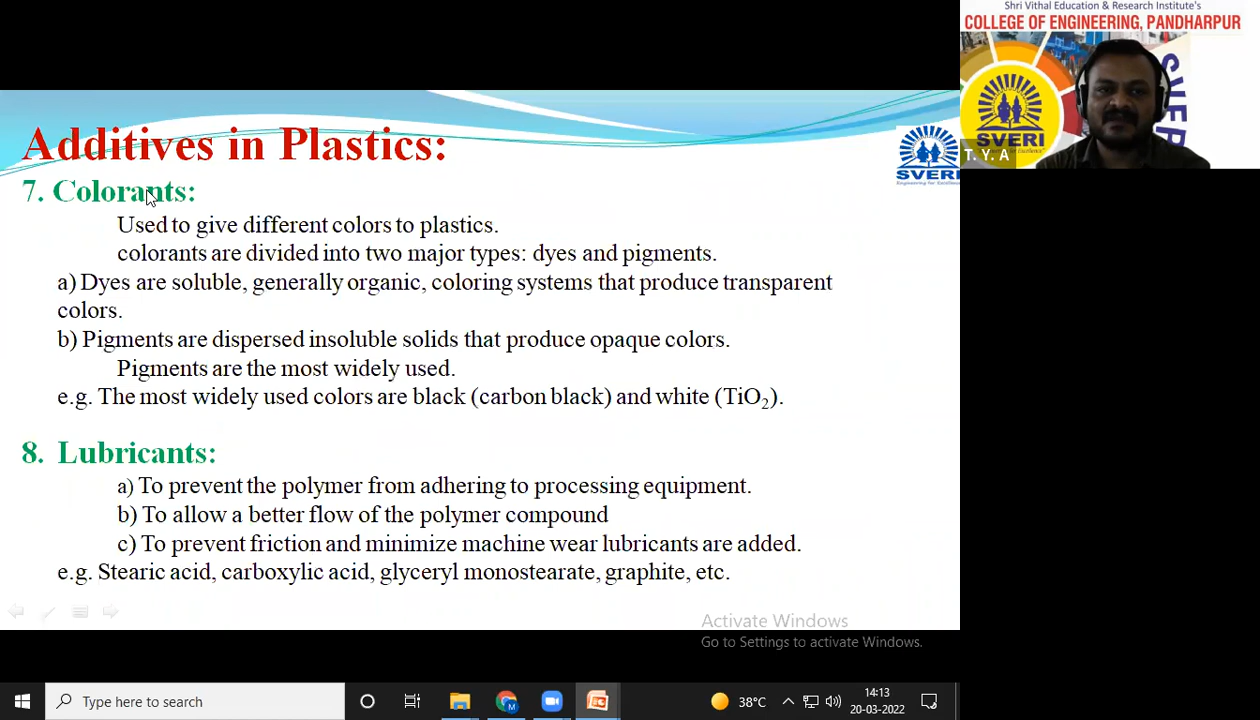 Shri Vithal Education & Research Institute's
COLLEGE OF ENGINEERING, PANDHARPUR
SVERI
T. Y. A
Additives in Plastics:
SVERI
Engineering for Excellence
7. Colorants:
Used to give different colors to plastics.
colorants are divided into two major types: dyes and pigments.
a) Dyes are soluble, generally organic, coloring systems that produce transparent
colors.
b) Pigments are dispersed insoluble solids that produce opaque colors.
Pigments are the most widely used.
e.g. The most widely used colors are black (carbon black) and white (TiO₂).
8. Lubricants:
a) To prevent the polymer from adhering to processing equipment.
b) To allow a better flow of the polymer compound
c) To prevent friction and minimize machine wear lubricants are added.
e.g. Stearic acid, carboxylic acid, glyceryl monostearate, graphite, etc.
Activate Windows
Go to Settings to activate Windows.
Type here to search
38°C
14:13
20-03-2022